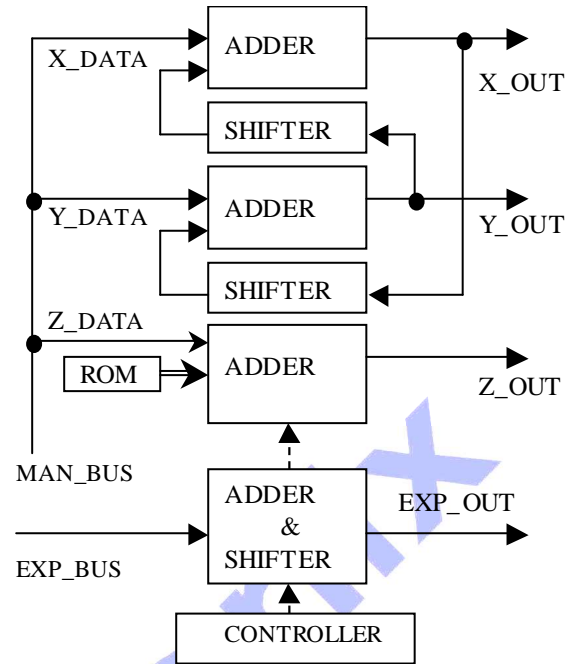 ADDER
X_DATA
X_OUT
SHIFTER
ADDER
Y_DATA
Y_OUT
SHIFTER
Z_DATA
ADDER
ROM
Z_OUT
MAN_BUS
ADDER
&
SHIFTER
EXP_OUT
EXP_BUS
CONTROLLER